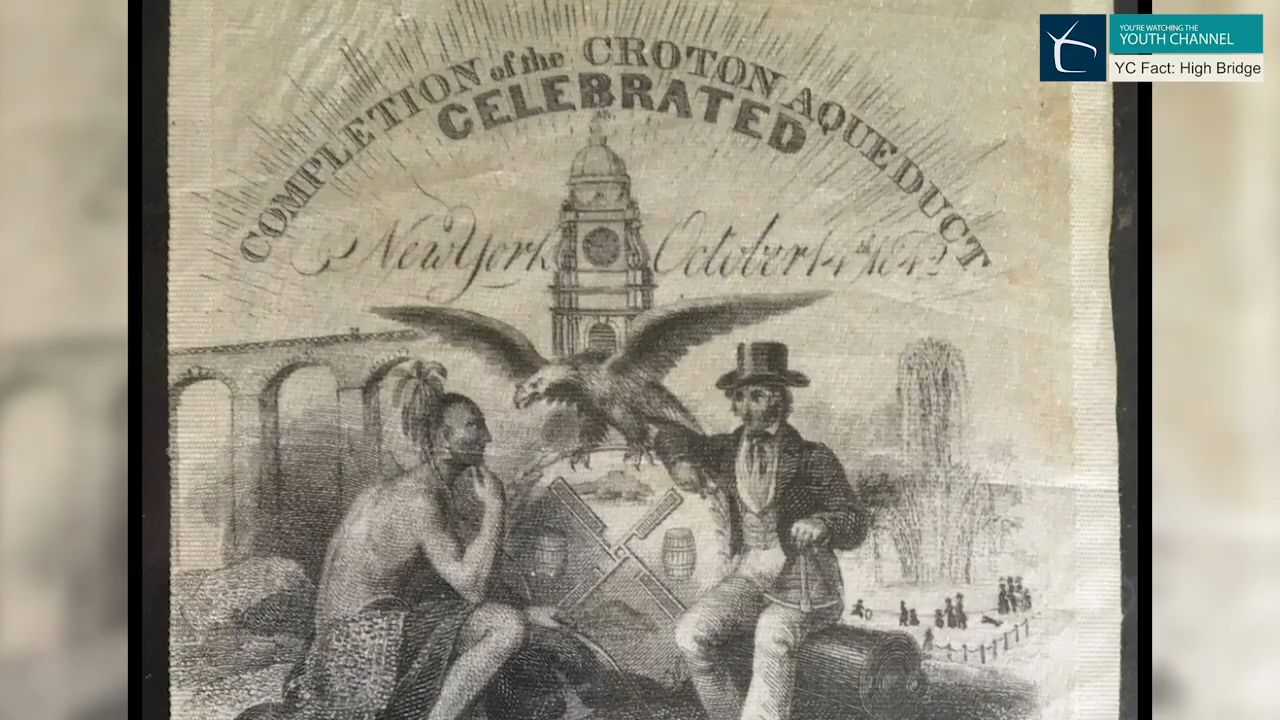 COMPLETION of the CROTON AQUEDUCT
CELEBRATED
New York October 14th 1842
YOU'RE WATCHING THE
YOUTH CHANNEL
YC Fact: High Bridge